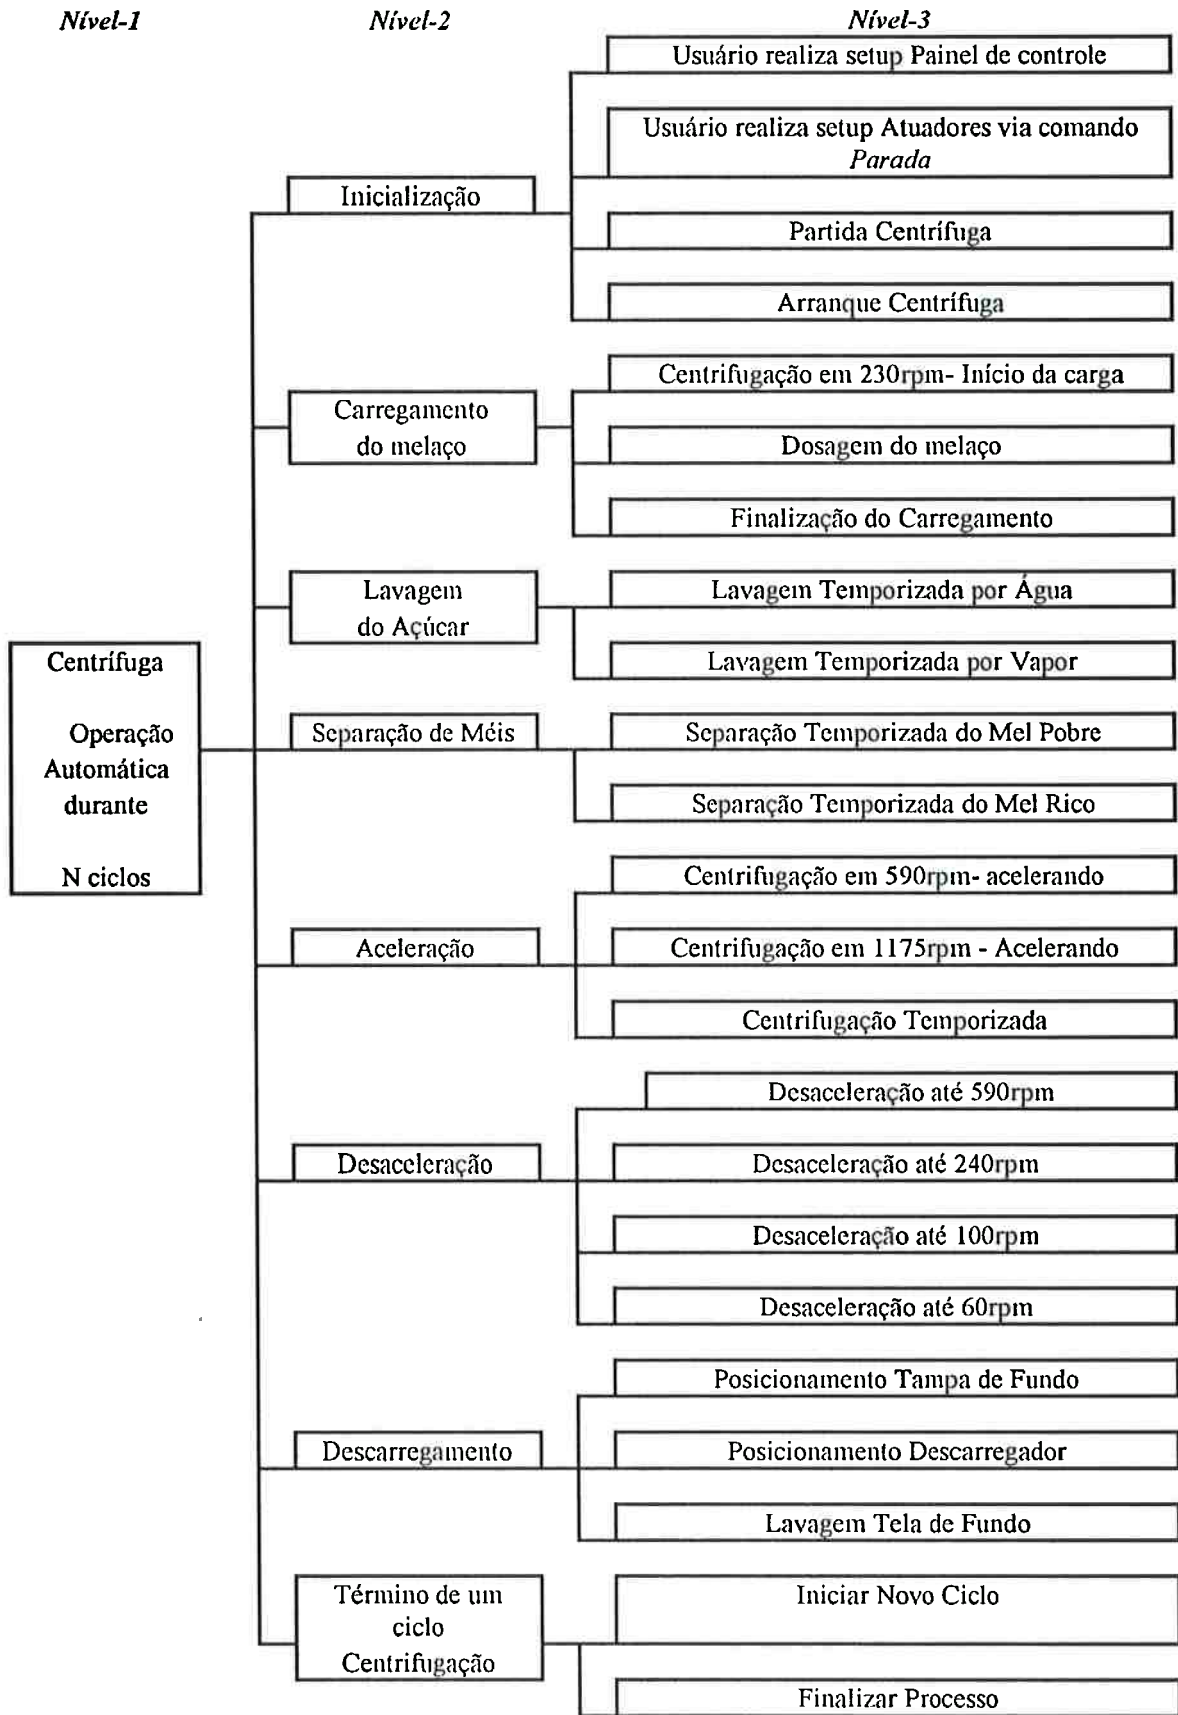 Nível-1 Nível-2 Nível-3
Usuário realiza setup Painel de controle
Usuário realiza setup Atuadores via comando
Parada
Inicialização
Partida Centrífuga
Arranque Centrífuga
Centrifugação em 230rpm- Início da carga
Carregamento
do melaço
Dosagem do melaço
Finalização do Carregamento
Lavagem
do Açúcar
Lavagem Temporizada por Água
Lavagem Temporizada por Vapor
Centrífuga
Operação
Automática
durante
N ciclos
Separação de Méis
Separação Temporizada do Mel Pobre
Separação Temporizada do Mel Rico
Centrifugação em 590rpm- acelerando
Aceleração
Centrifugação em 1175rpm - Acelerando
Centrifugação Temporizada
Desaceleração até 590rpm
Desaceleração
Desaceleração até 240rpm
Desaceleração até 100rpm
Desaceleração até 60rpm
Posicionamento Tampa de Fundo
Descarregamento
Posicionamento Descarregador
Lavagem Tela de Fundo
Término de um
ciclo
Centrifugação
Iniciar Novo Ciclo
Finalizar Processo